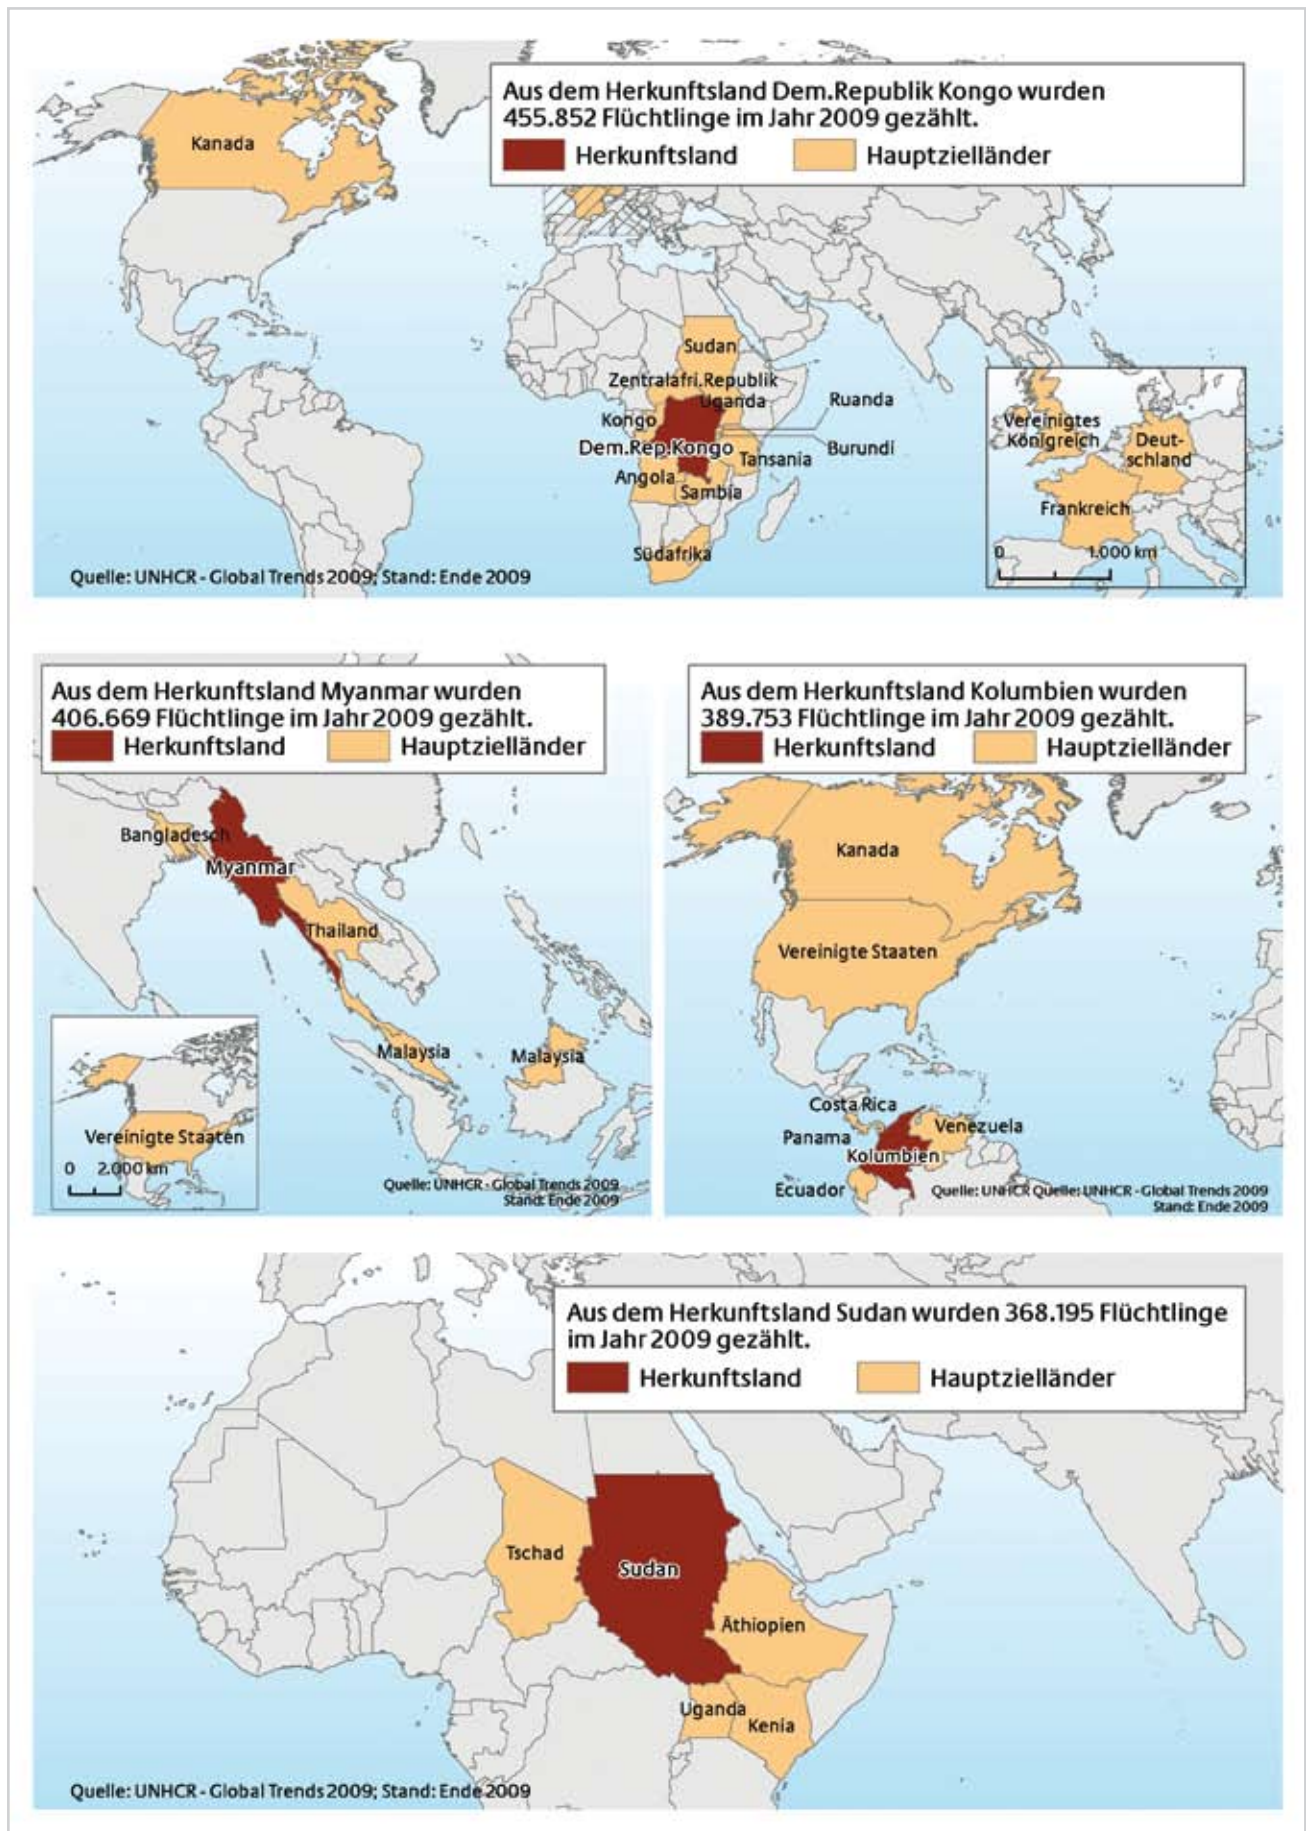 Aus dem Herkunftsland Dem.Republik Kongo wurden
455.852 Flüchtlinge im Jahr 2009 gezählt.
Herkunftsland
Hauptzielländer
Kanada
Sudan
Zentralafri.Republik
Uganda
Ruanda
Kongo
Dem.Rep.Kongo
Burundi
Tansania
Angola
Sambia
Südafrika
Vereinigtes
Königreich
Deut-
schland
Frankreich
0 1.000 km
Quelle: UNHCR - Global Trends 2009; Stand: Ende 2009
Aus dem Herkunftsland Myanmar wurden
406.669 Flüchtlinge im Jahr 2009 gezählt.
Herkunftsland
Hauptzielländer
Bangladesch
Myanmar
Thailand
Malaysia
Malaysia
Vereinigte Staaten
0 2.000 km
Quelle: UNHCR - Global Trends 2009
Stand: Ende 2009
Aus dem Herkunftsland Kolumbien wurden
389.753 Flüchtlinge im Jahr 2009 gezählt.
Herkunftsland
Hauptzielländer
Kanada
Vereinigte Staaten
Costa Rica
Panama
Venezuela
Kolumbien
Ecuador
Quelle: UNHCR Quelle: UNHCR - Global Trends 2009
Stand: Ende 2009
Aus dem Herkunftsland Sudan wurden 368.195 Flüchtlinge
im Jahr 2009 gezählt.
Herkunftsland
Hauptzielländer
Tschad
Sudan
Äthiopien
Uganda
Kenia
Quelle: UNHCR - Global Trends 2009; Stand: Ende 2009